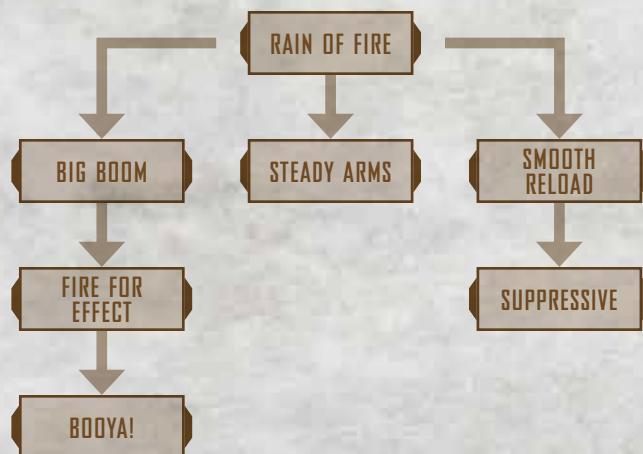 RAIN OF FIRE
BIG BOOM
STEADY ARMS
SMOOTH
RELOAD
FIRE FOR
EFFECT
SUPPRESSIVE
BOOYA!